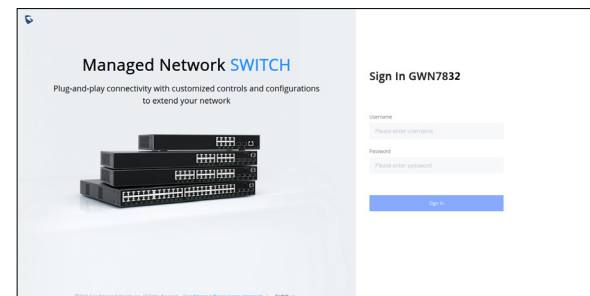 Managed Network SWITCH
Plug-and-play connectivity with customized controls and configurations
to extend your network
Sign In GWN7832
Username
Please enter username
Password
Please enter password
Sign In
English